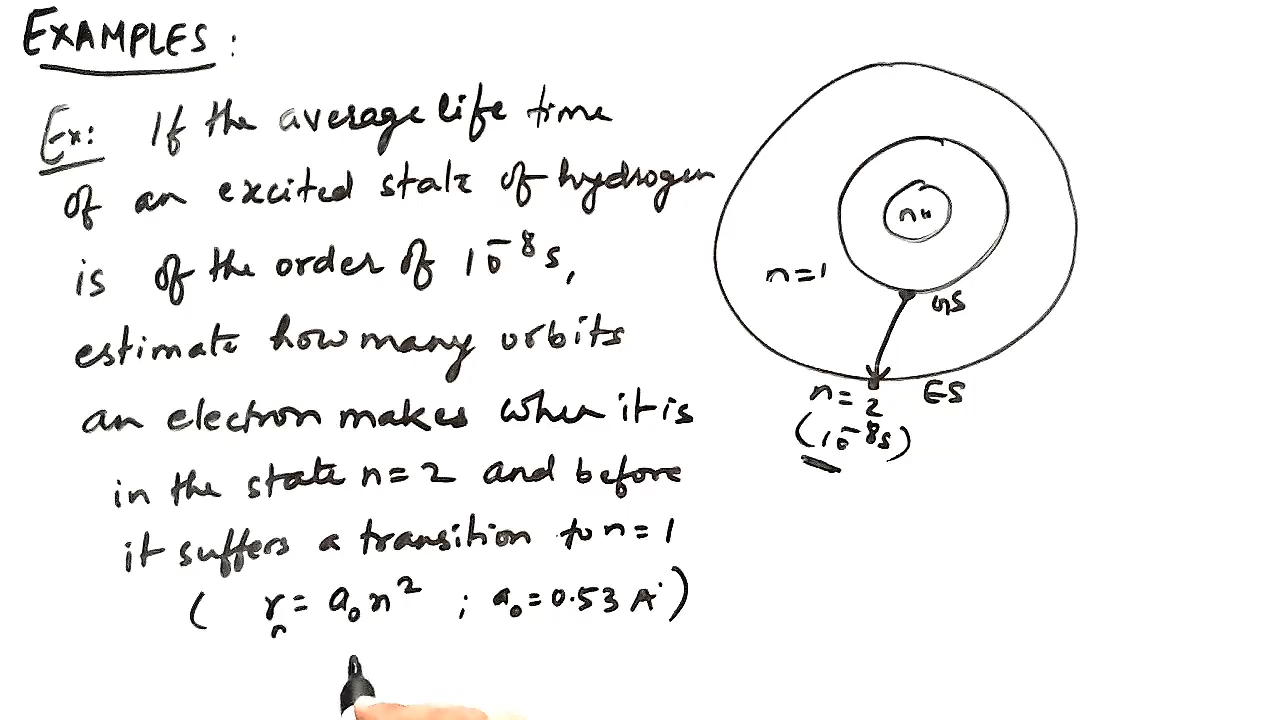 EXAMPLES:
Ex: If the average life time
of an excited state of hydrogen
is of the order of 10⁻⁸s,
estimate how many orbits
an electron makes when it is
in the state n=2 and before
it suffers a transition to n=1
( rₙ = a₀n² ; a₀ = 0.53 A° )
nu
n=1
GS
n=2
ES
(10⁻⁸s)